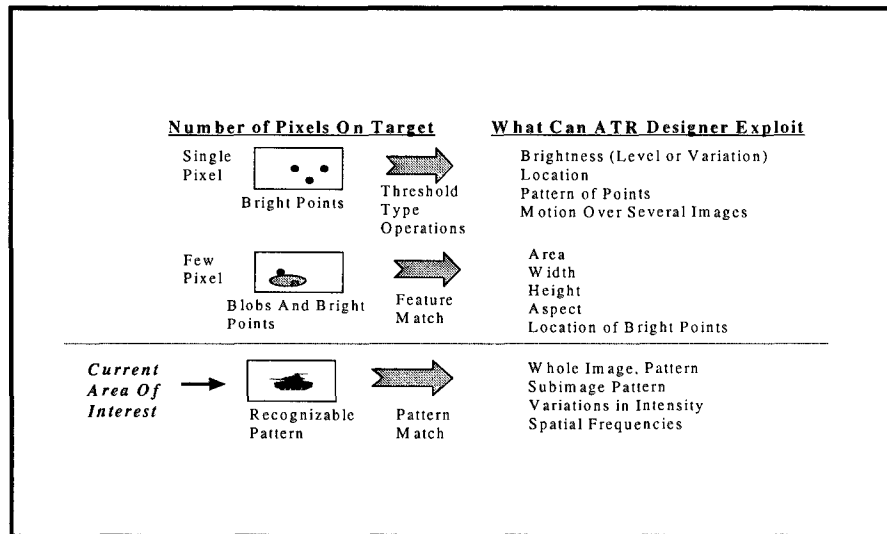 Number of Pixels On Target
What Can ATR Designer Exploit
Single
Pixel
Bright Points
Threshold
Type
Operations
Brightness (Level or Variation)
Location
Pattern of Points
Motion Over Several Images
Few
Pixel
Blobs And Bright
Points
Feature
Match
Area
Width
Height
Aspect
Location of Bright Points
Current
Area Of
Interest
Recognizable
Pattern
Pattern
Match
Whole Image, Pattern
Subimage Pattern
Variations in Intensity
Spatial Frequencies